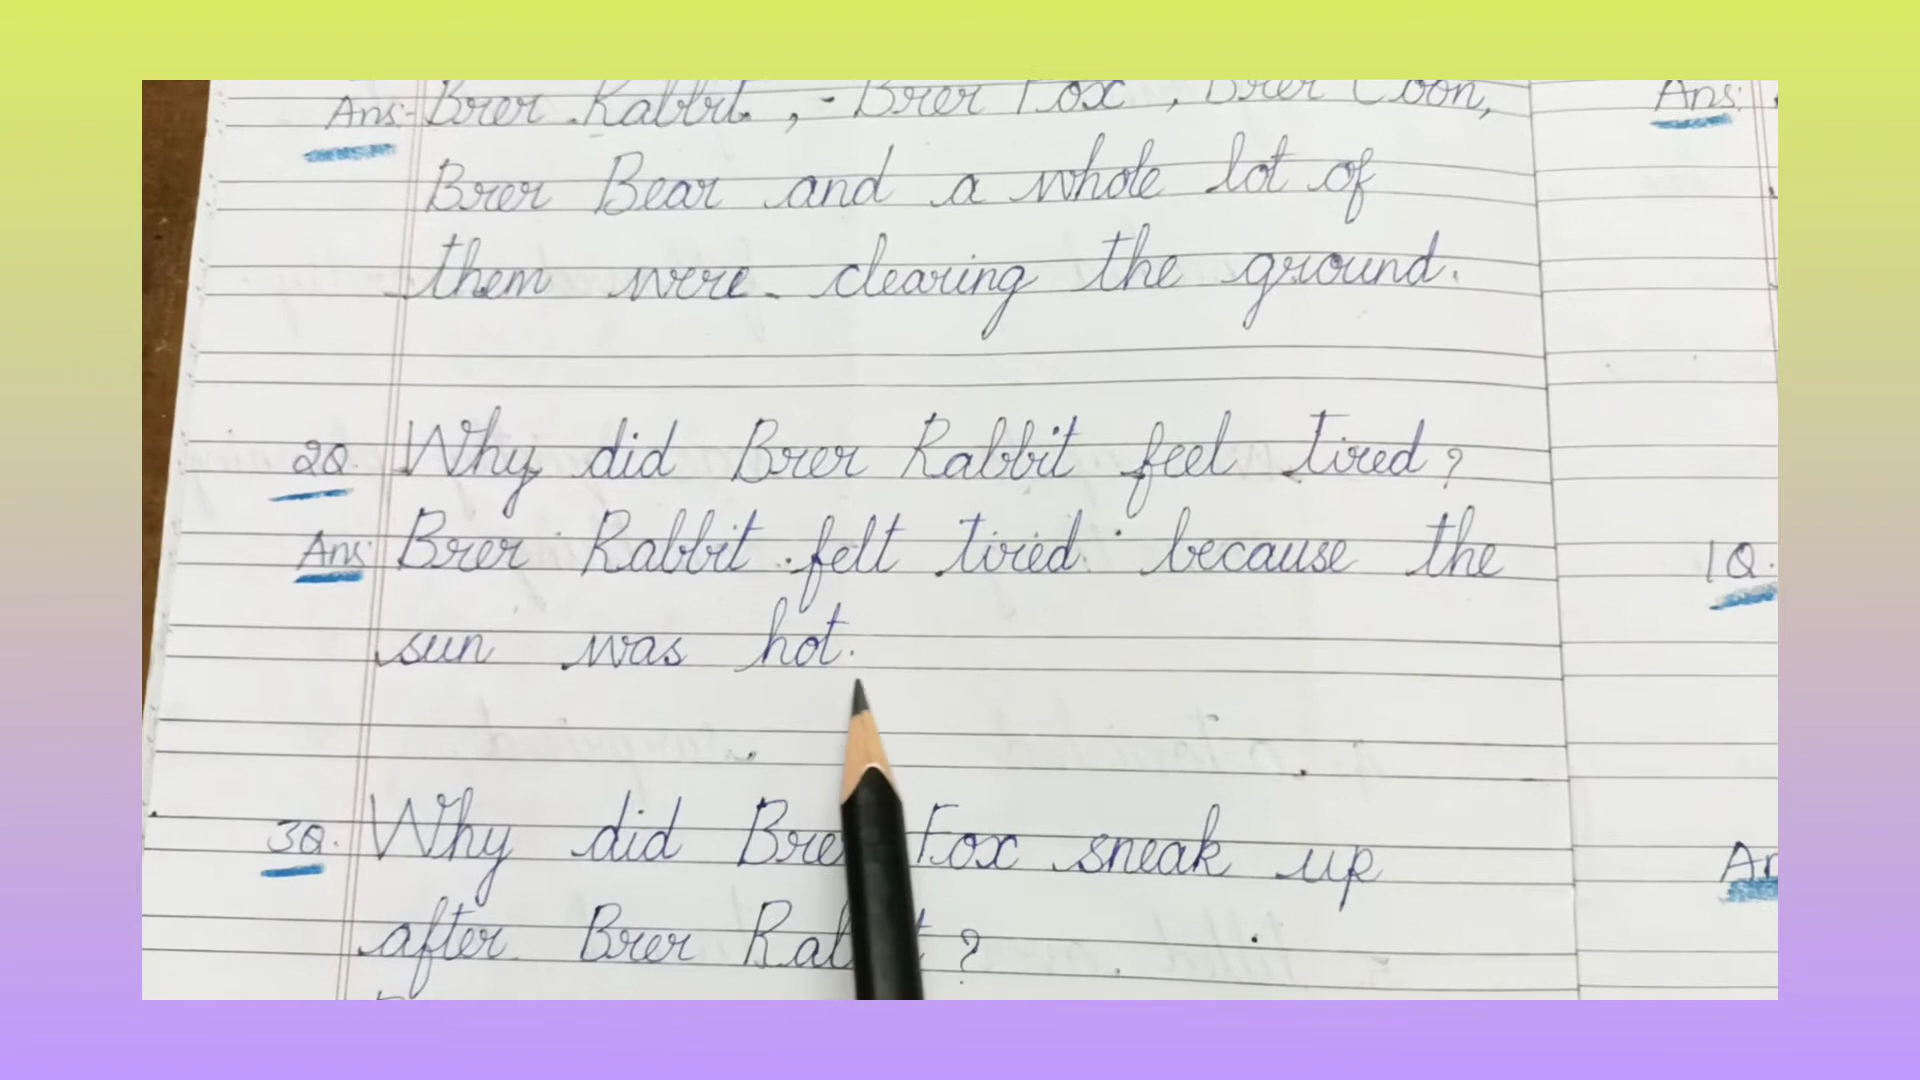 Ans:- Brer Rabbit, - Brer Fox, Brer Coon,
Brer Bear and a whole lot of
them were clearing the ground.
2Q Why did Brer Rabbit feel tired?
Ans: Brer Rabbit felt tired because the
sun was hot.
3Q. Why did Brer Fox sneak up
after Brer Rabbit?
Ans:
1Q.